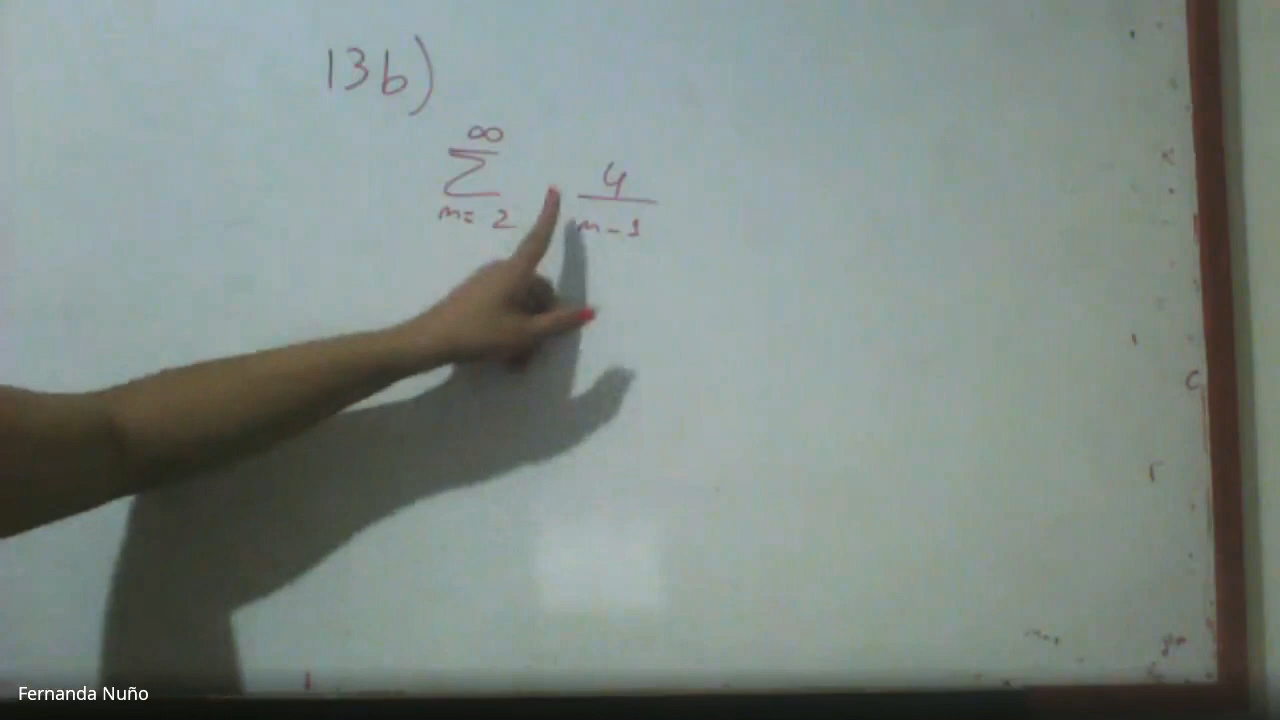 13b)
∞
∑ 4
n=2 n-1
Fernanda Nuño